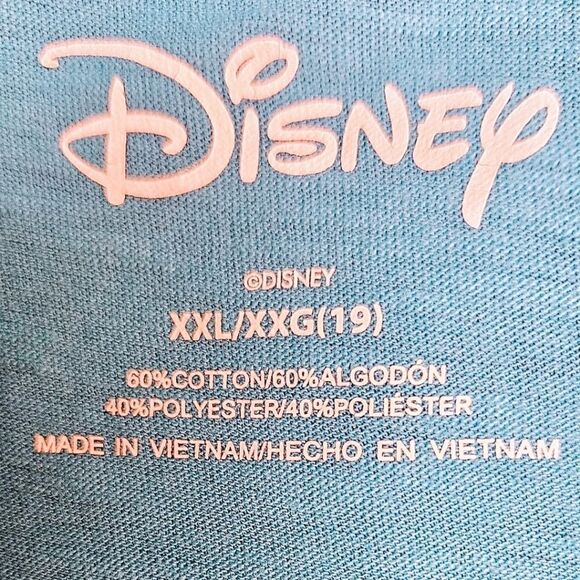 Disney
©DISNEY
XXL/XXG(19)
60%COTTON/60%ALGODÓN
40%POLYESTER/40%POLIÉSTER
MADE IN VIETNAM/HECHO EN VIETNAM